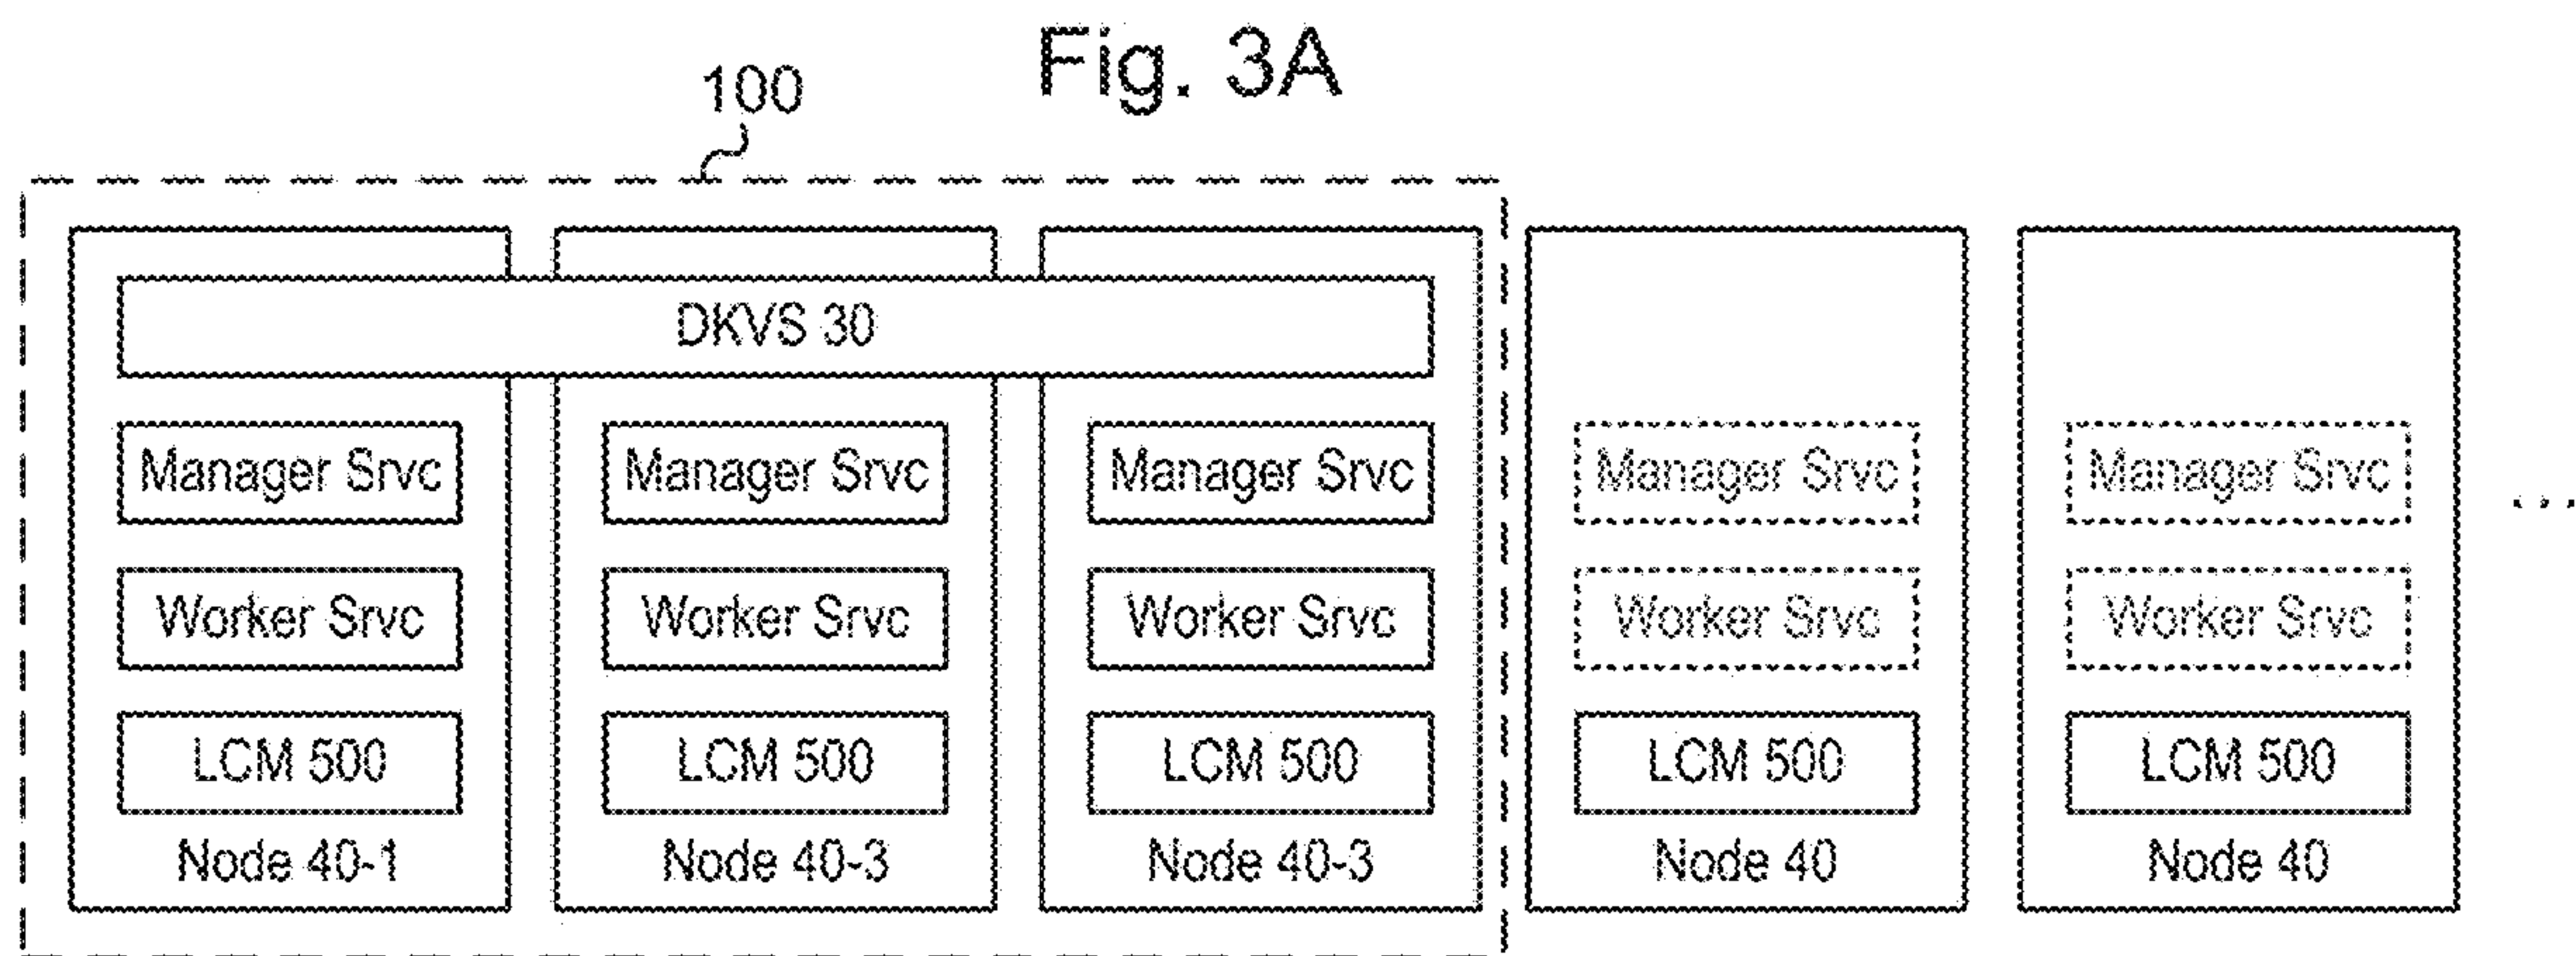 Fig. 3A
100
DKVS 30
Manager Srvc Manager Srvc Manager Srvc Manager Srvc Manager Srvc
...
Worker Srvc Worker Srvc Worker Srvc Worker Srvc Worker Srvc
LCM 500 LCM 500 LCM 500 LCM 500 LCM 500
Node 40-1 Node 40-3 Node 40-3 Node 40 Node 40